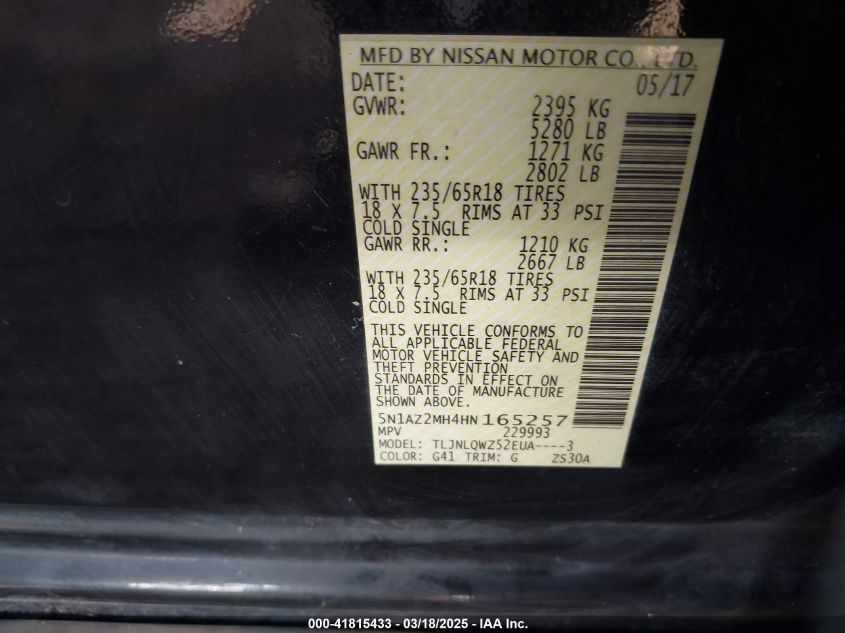 MFD BY NISSAN MOTOR CO., LTD.
DATE: 05/17
GVWR: 2395 KG
5280 LB
GAWR FR.: 1271 KG
2802 LB
WITH 235/65R18 TIRES
18 X 7.5 RIMS AT 33 PSI
COLD SINGLE
GAWR RR.: 1210 KG
2667 LB
WITH 235/65R18 TIRES
18 X 7.5 RIMS AT 33 PSI
COLD SINGLE
THIS VEHICLE CONFORMS TO
ALL APPLICABLE FEDERAL
MOTOR VEHICLE SAFETY AND
THEFT PREVENTION
STANDARDS IN EFFECT ON
THE DATE OF MANUFACTURE
SHOWN ABOVE.
5N1AZ2MH4HN165257
MPV 229993
MODEL: TLJNLQWZ52EUA----3
COLOR: G41 TRIM: G ZS30A
000-41815433 - 03/18/2025 - IAA Inc.